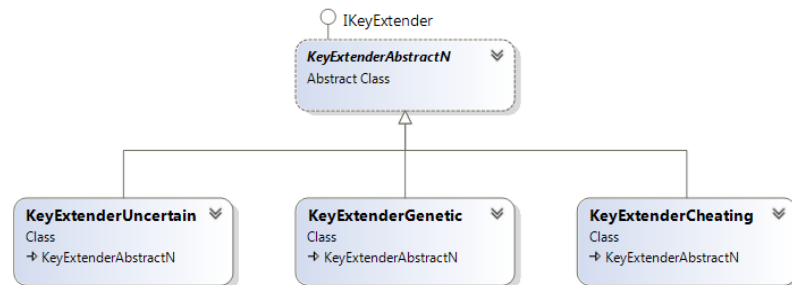 IKeyExtender
KeyExtenderAbstractN
Abstract Class
KeyExtenderUncertain
Class
KeyExtenderAbstractN
KeyExtenderGenetic
Class
KeyExtenderAbstractN
KeyExtenderCheating
Class
KeyExtenderAbstractN